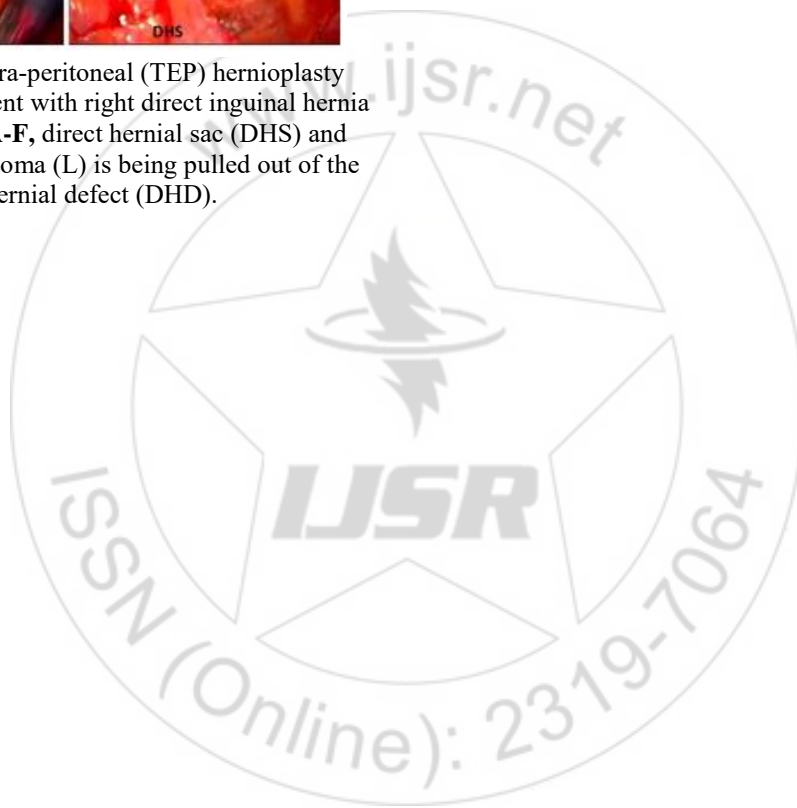 DHS
ra-peritoneal (TEP) hernioplasty
ent with right direct inguinal hernia
A-F, direct hernial sac (DHS) and
oma (L) is being pulled out of the
ernial defect (DHD).
www.ijsr.net
IJSR
ISSN (Online): 2319-7064